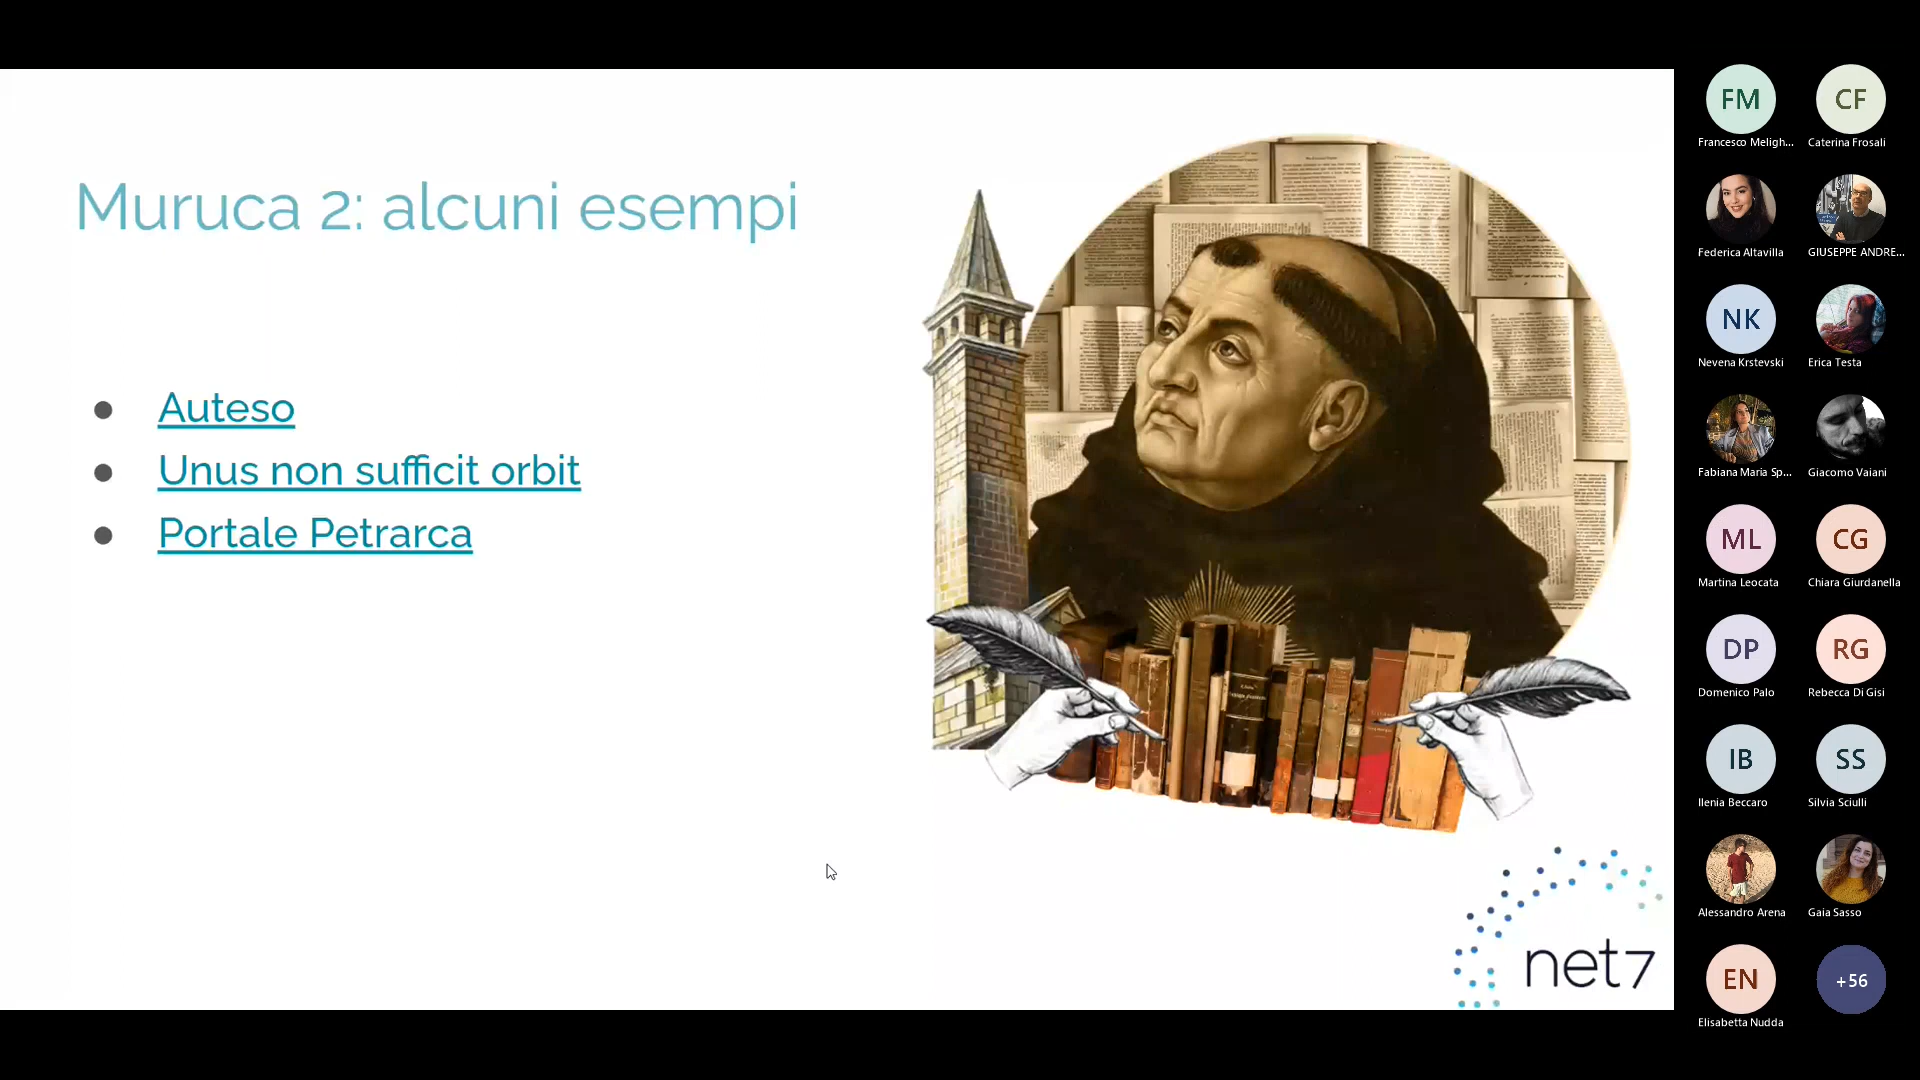 Muruca 2: alcuni esempi
Auteso
Unus non sufficit orbit
Portale Petrarca
net7
FM
Francesco Meligh...
CF
Caterina Frosali
Federica Altavilla
GIUSEPPE ANDRE...
NK
Nevena Krstevski
Erica Testa
Fabiana Maria Sp...
Giacomo Vaiani
ML
Martina Leocata
CG
Chiara Giurdanella
DP
Domenico Palo
RG
Rebecca Di Gisi
IB
Ilenia Beccaro
SS
Silvia Sciulli
Alessandro Arena
Gaia Sasso
EN
Elisabetta Nudda
+56